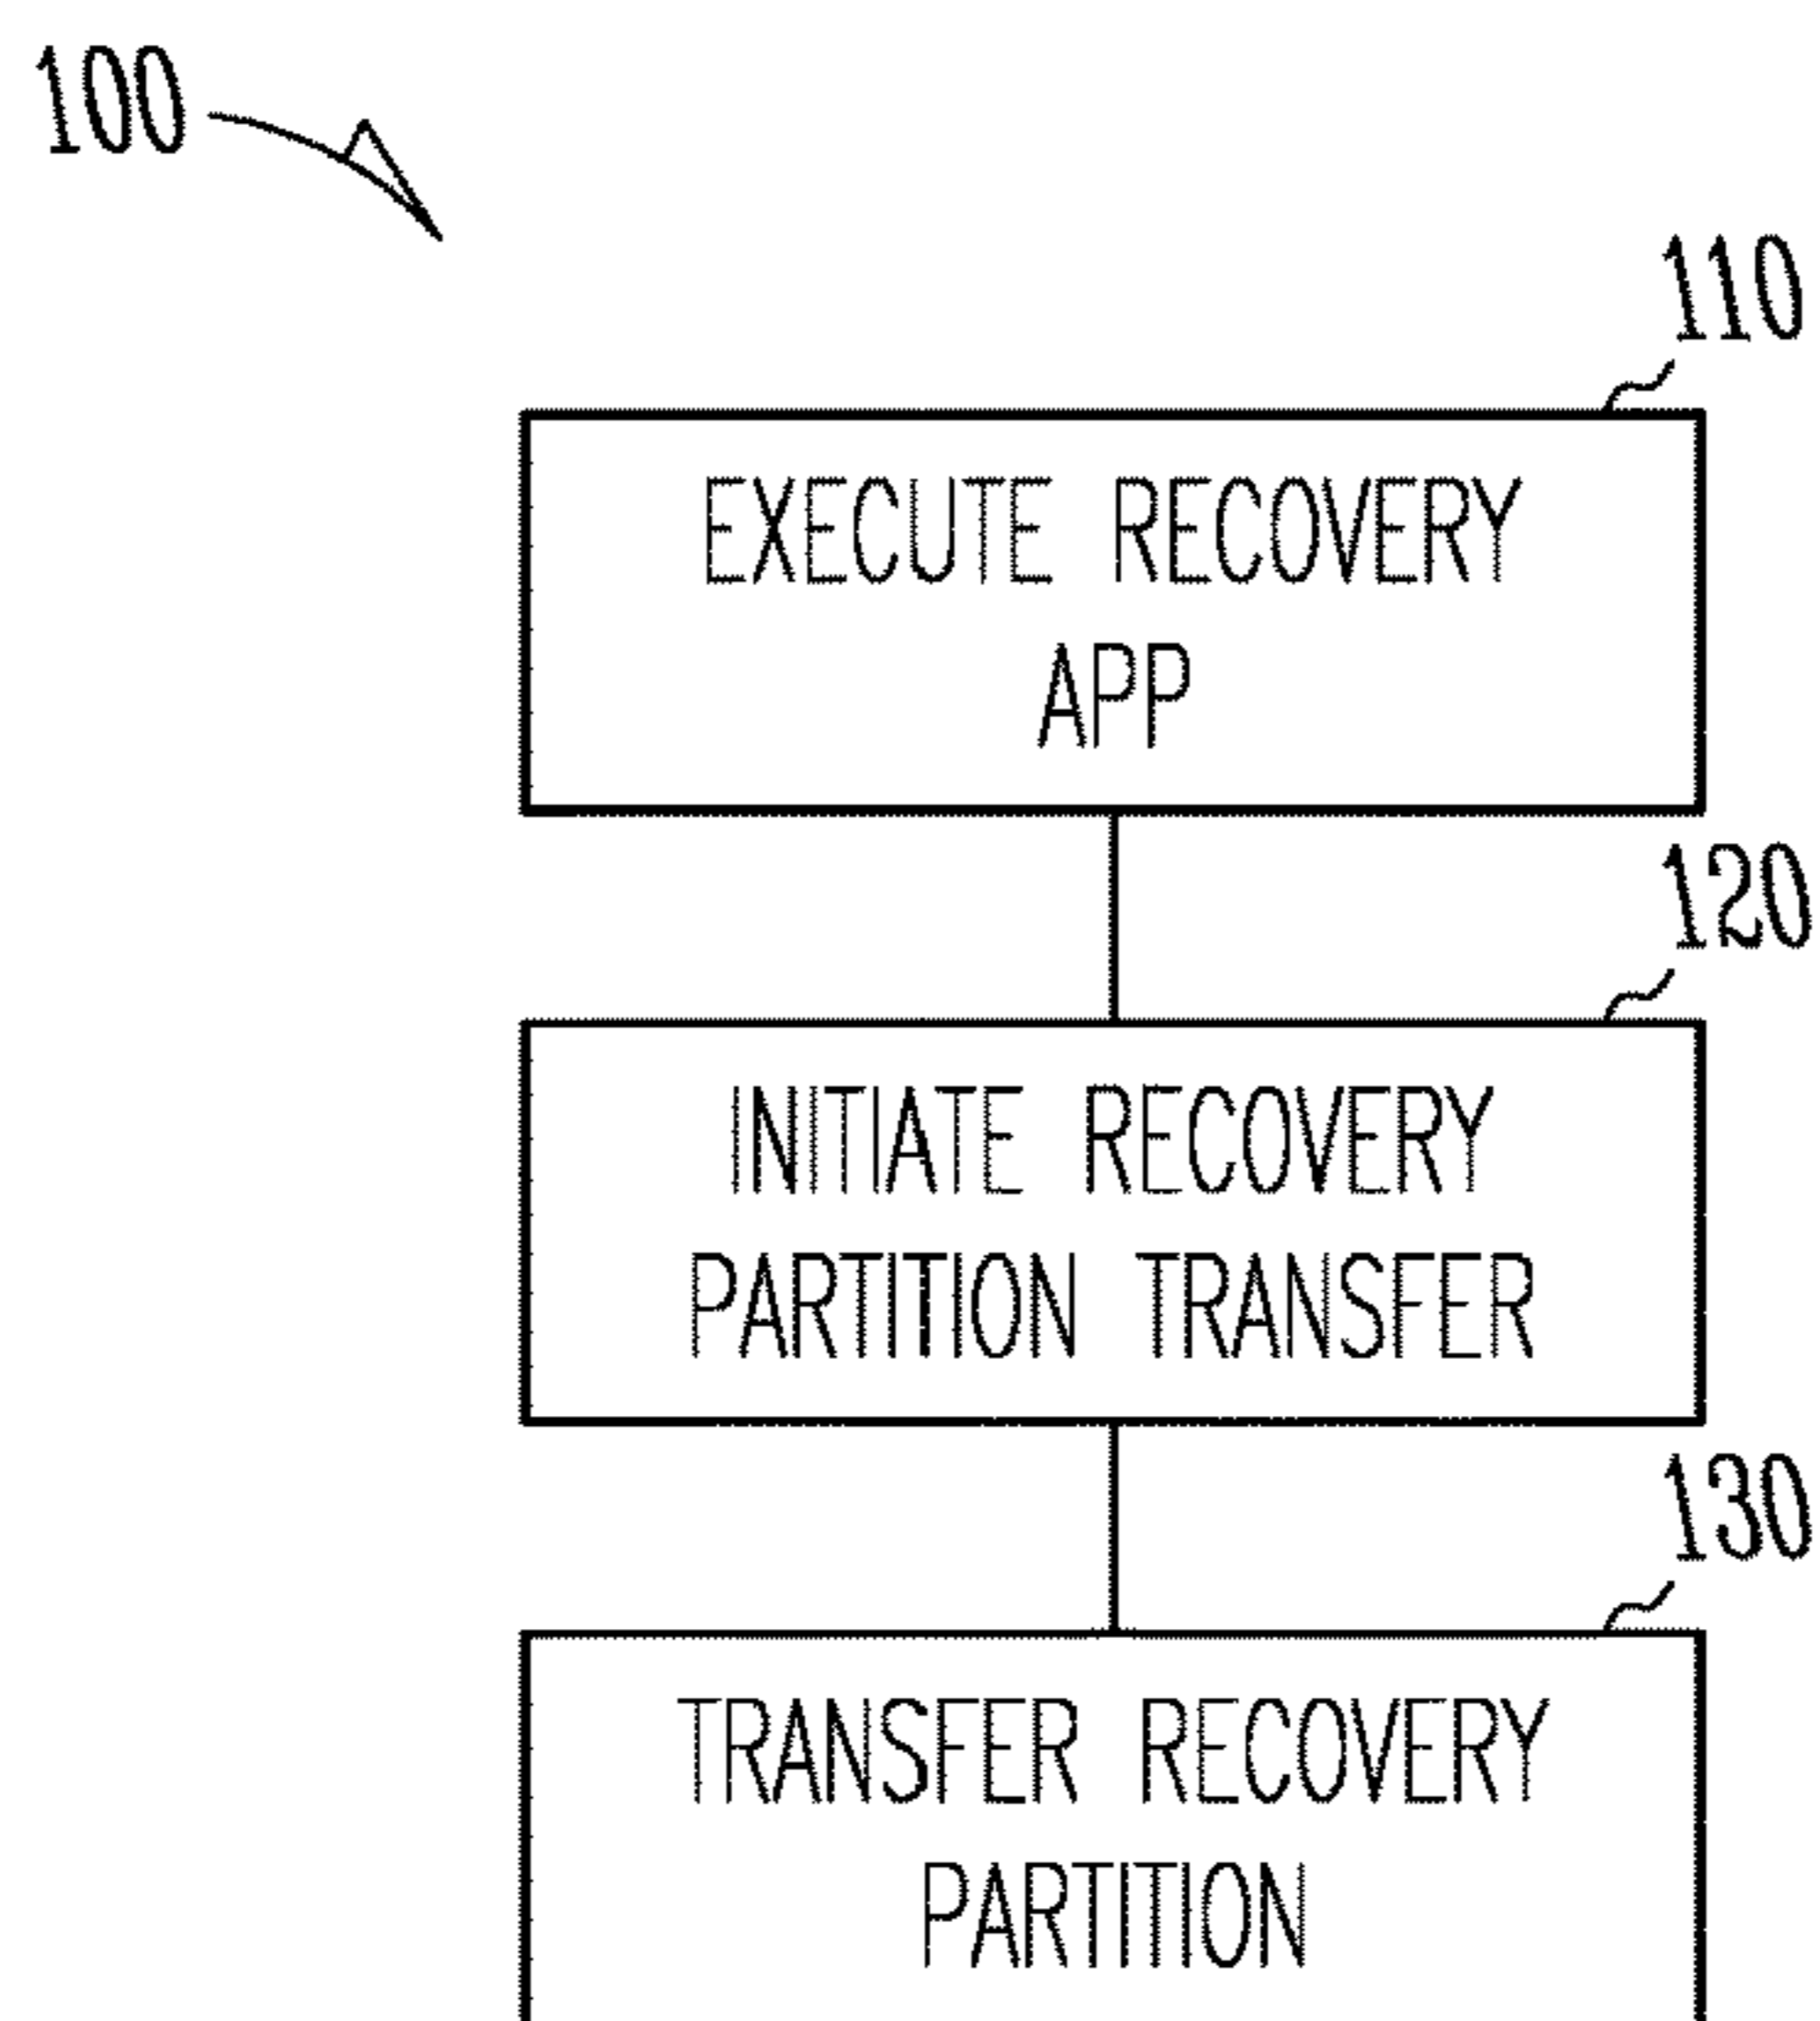 100
110
EXECUTE RECOVERY
APP
120
INITIATE RECOVERY
PARTITION TRANSFER
130
TRANSFER RECOVERY
PARTITION